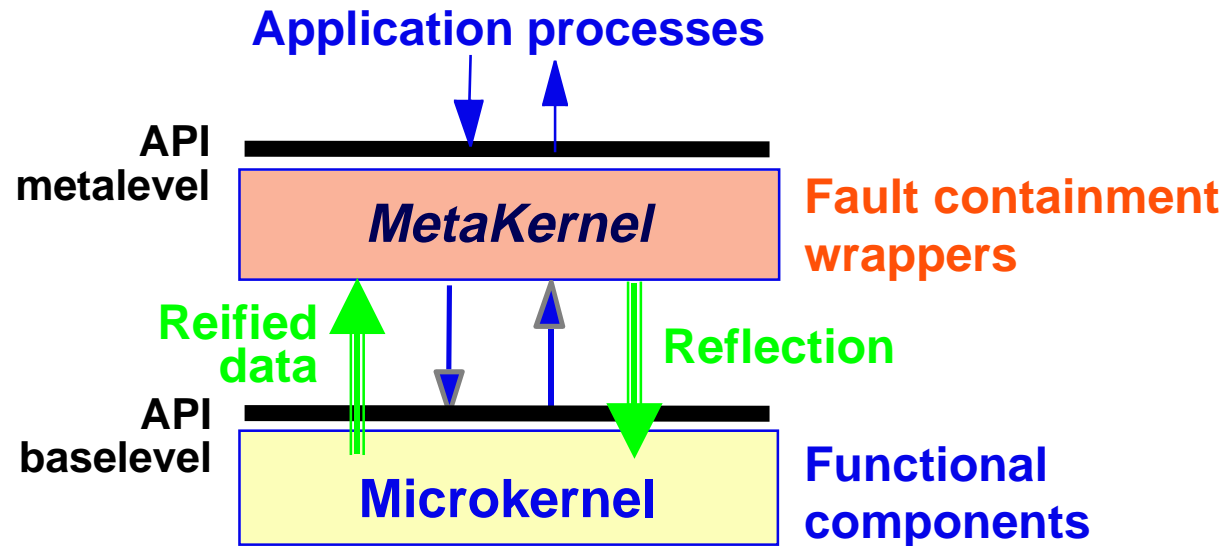 Application processes
API
metalevel
MetaKernel
Fault containment
wrappers
Reified
data
Reflection
API
baselevel
Microkernel
Functional
components